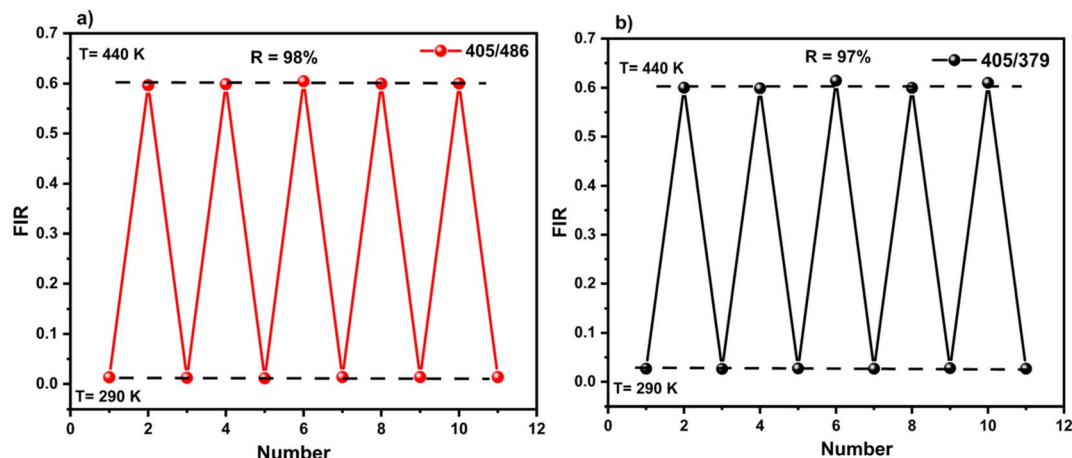 a)
T= 440 K
R = 98%
405/486
0.7
0.6
0.5
0.4
0.3
0.2
0.1
0.0
FIR
T= 290 K
0 2 4 6 8 10 12
Number
b)
T= 440 K
R = 97%
405/379
0.7
0.6
0.5
0.4
0.3
0.2
0.1
0.0
FIR
T= 290 K
0 2 4 6 8 10 12
Number